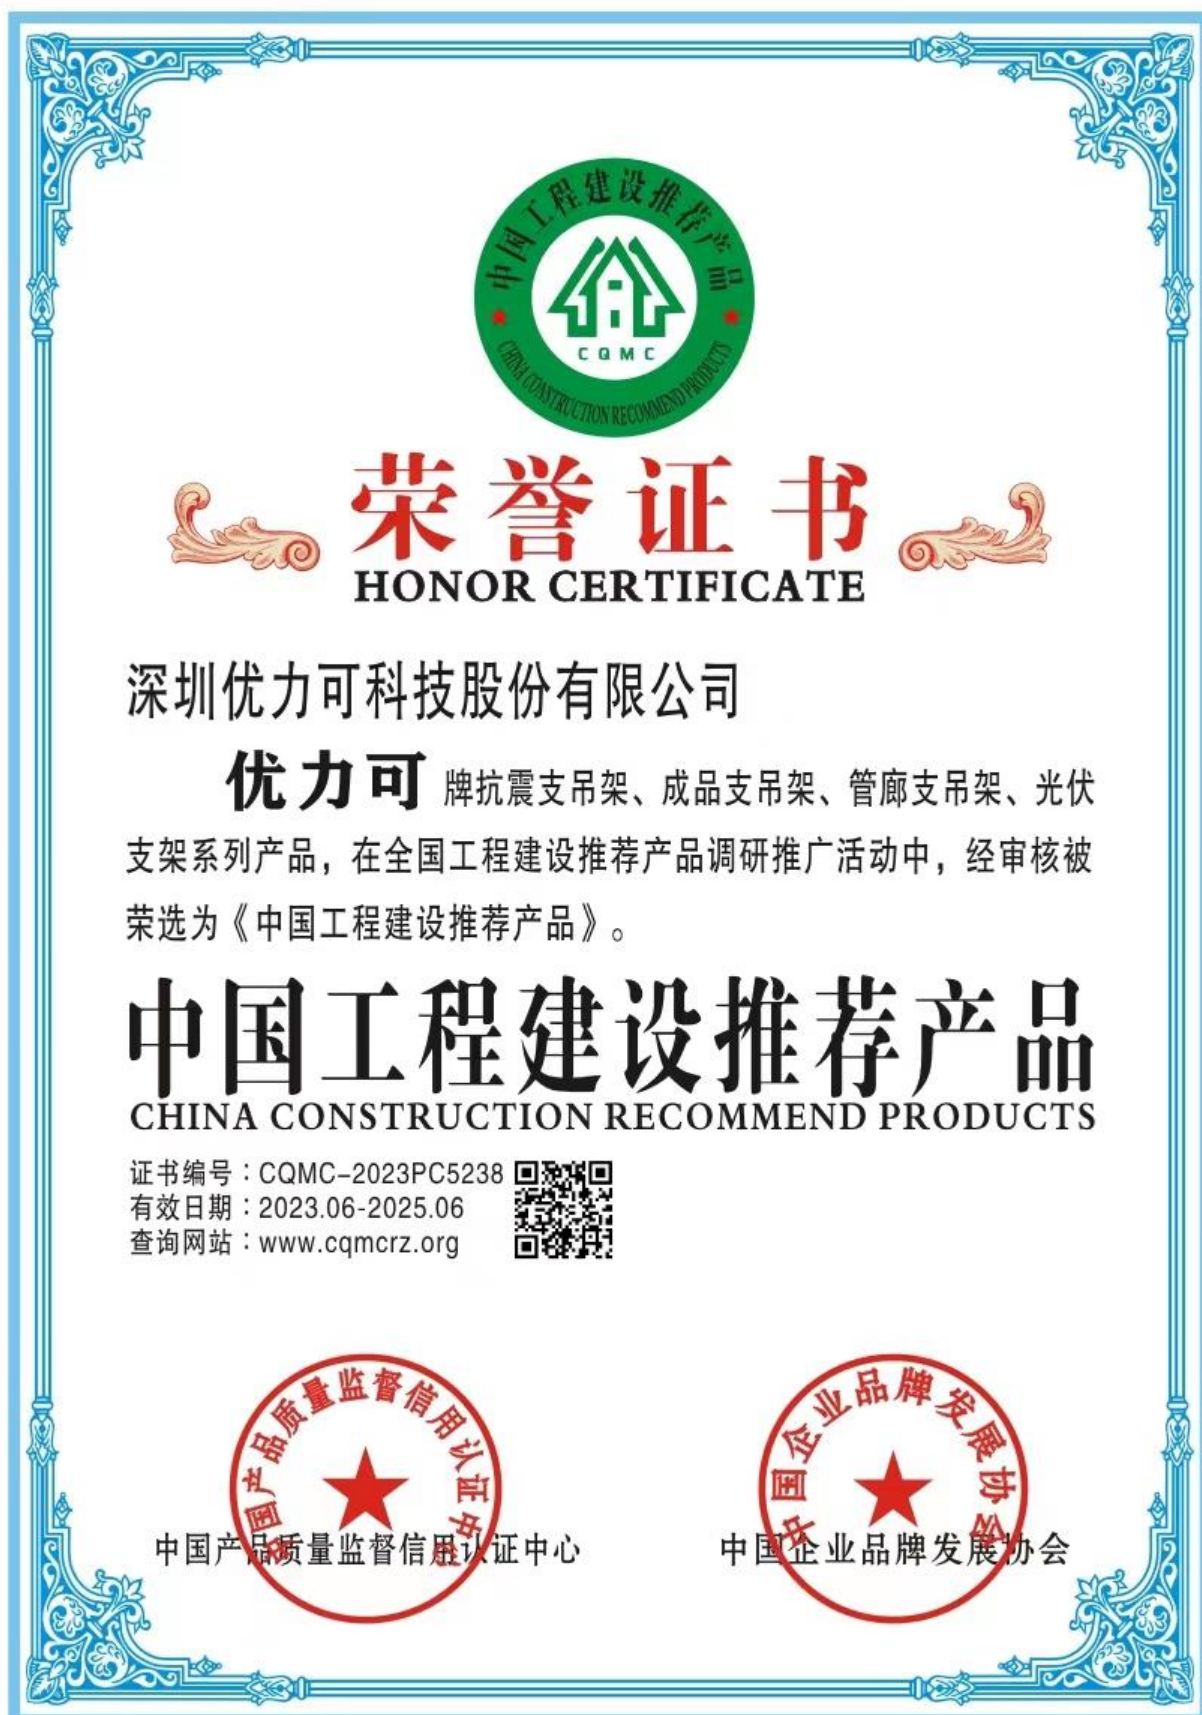 中国工程建设推荐产品
CQMC
CHINA CONSTRUCTION RECOMMEND PRODUCTS
荣誉证书
HONOR CERTIFICATE
深圳优力可科技股份有限公司
优力可 牌抗震支吊架、成品支吊架、管廊支吊架、光伏
支架系列产品，在全国工程建设推荐产品调研推广活动中，经审核被
荣选为《中国工程建设推荐产品》。
中国工程建设推荐产品
CHINA CONSTRUCTION RECOMMEND PRODUCTS
证书编号：CQMC-2023PC5238
有效日期：2023.06-2025.06
查询网站：www.cqmcrz.org
中国产品质量监督信用认证中心
中国企业品牌发展协会
中国产品质量监督信用认证中心
中国企业品牌发展协会